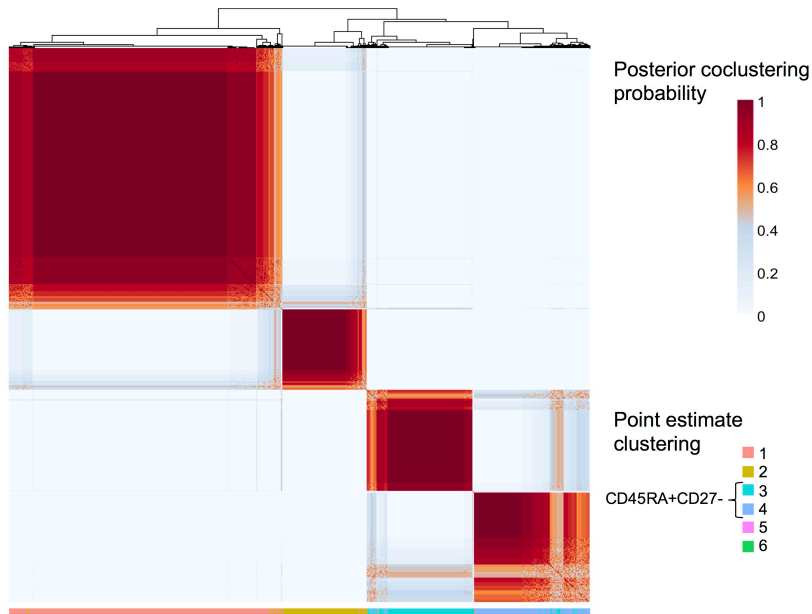 Posterior coclustering
probability
1
0.8
0.6
0.4
0.2
0
Point estimate
clustering
1
2
CD45RA+CD27-
3
4
5
6